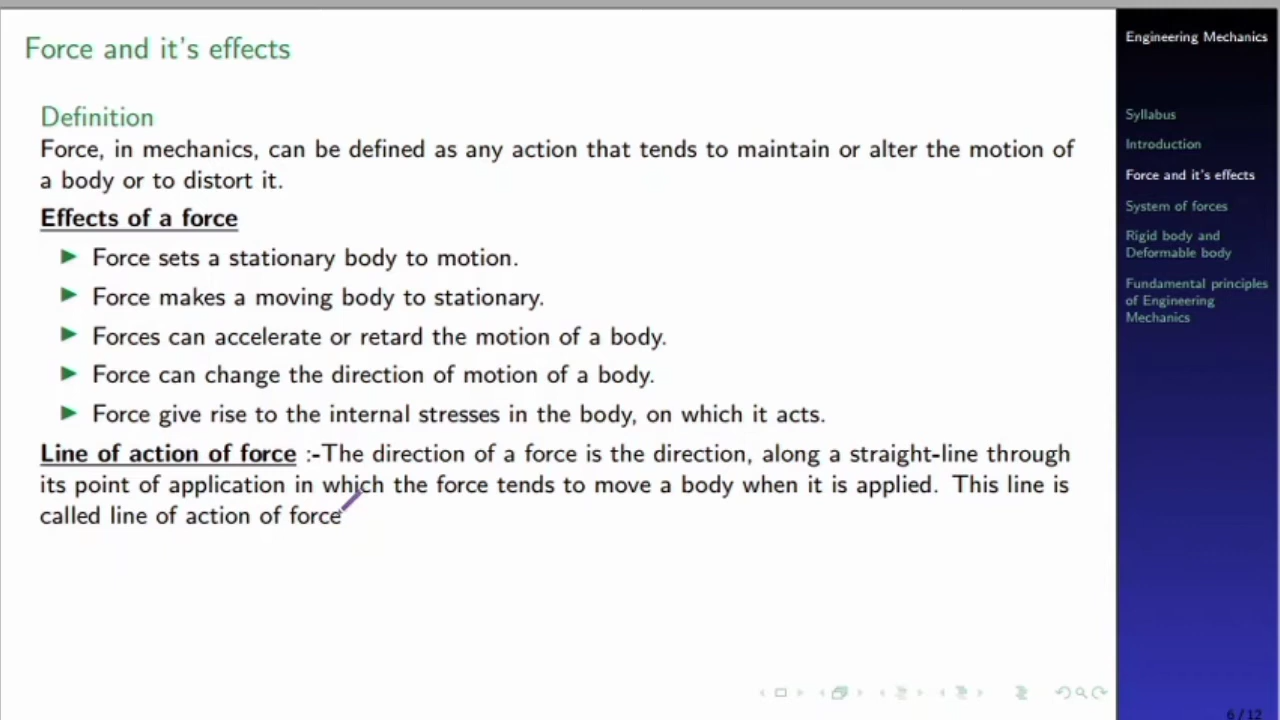 Force and it's effects
Definition
Force, in mechanics, can be defined as any action that tends to maintain or alter the motion of
a body or to distort it.
Effects of a force
Force sets a stationary body to motion.
Force makes a moving body to stationary.
Forces can accelerate or retard the motion of a body.
Force can change the direction of motion of a body.
Force give rise to the internal stresses in the body, on which it acts.
Line of action of force :-The direction of a force is the direction, along a straight-line through
its point of application in which the force tends to move a body when it is applied. This line is
called line of action of force
Engineering Mechanics
Syllabus
Introduction
Force and it's effects
System of forces
Rigid body and
Deformable body
Fundamental principles
of Engineering
Mechanics
6 / 12